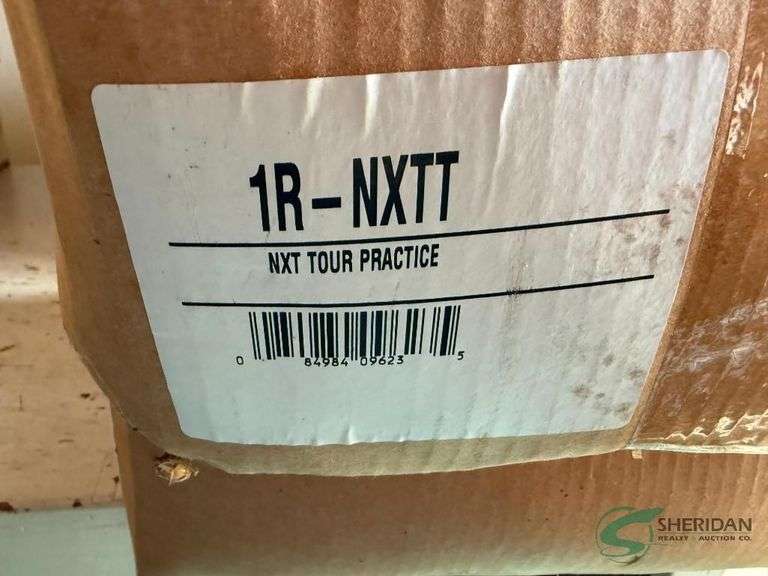 1R-NXTT
NXT TOUR PRACTICE
0 84984 09623 5
SHERIDAN
REALTY & AUCTION CO.